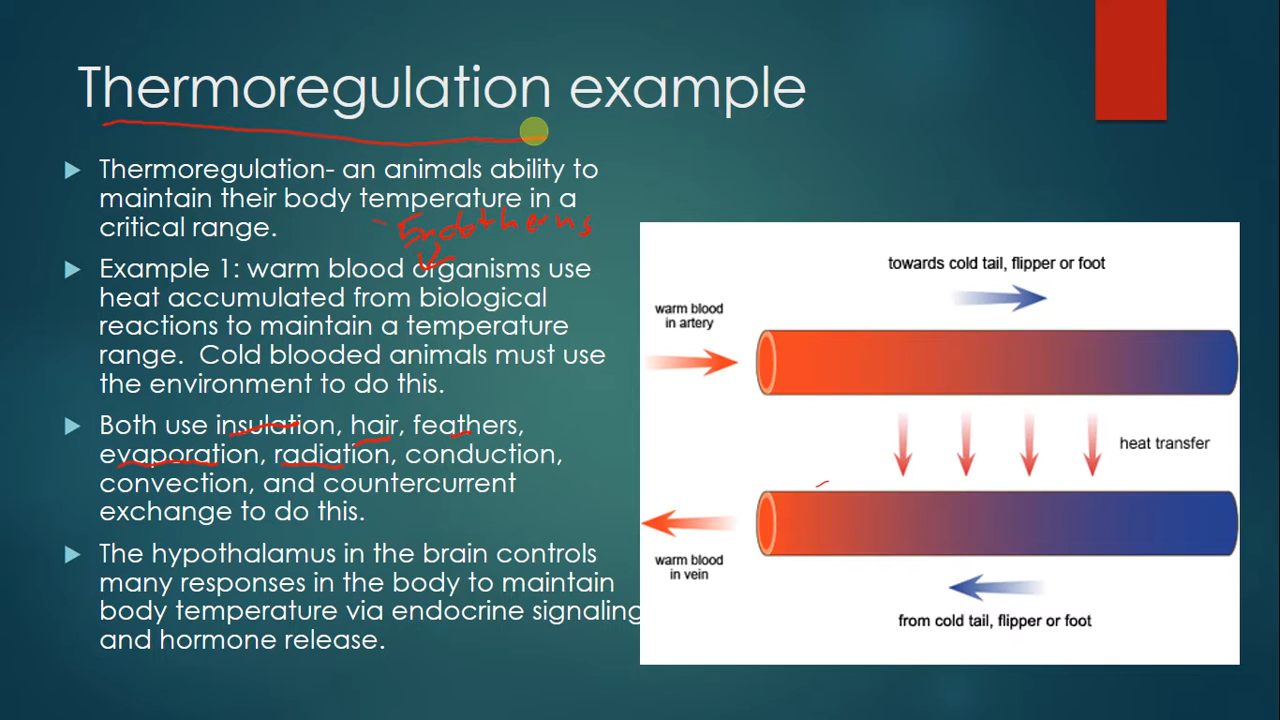 Thermoregulation example
Thermoregulation- an animals ability to
maintain their body temperature in a
critical range.
Endotherms
Example 1: warm blood organisms use
heat accumulated from biological
reactions to maintain a temperature
range. Cold blooded animals must use
the environment to do this.
Both use insulation, hair, feathers,
evaporation, radiation, conduction,
convection, and countercurrent
exchange to do this.
The hypothalamus in the brain controls
many responses in the body to maintain
body temperature via endocrine signaling
and hormone release.
towards cold tail, flipper or foot
warm blood
in artery
heat transfer
warm blood
in vein
from cold tail, flipper or foot